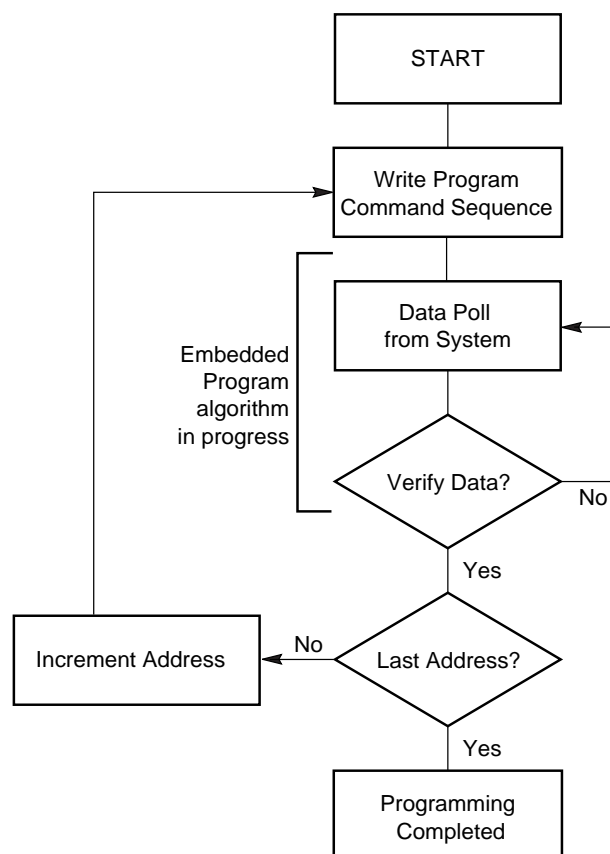 START
Write Program
Command Sequence
Data Poll
from System
Embedded
Program
algorithm
in progress
Verify Data?
No
Yes
No
Increment Address
Last Address?
Yes
Programming
Completed